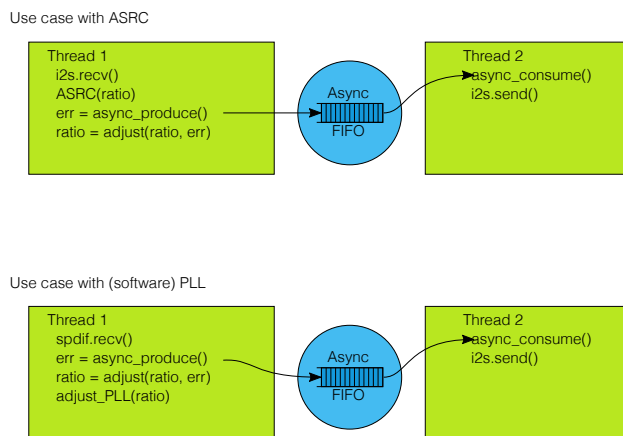 Use case with ASRC
Thread 1
i2s.recv()
ASRC(ratio)
err = async_produce()
ratio = adjust(ratio, err)
Async
FIFO
Thread 2
async_consume()
i2s.send()
Use case with (software) PLL
Thread 1
spdif.recv()
err = async_produce()
ratio = adjust(ratio, err)
adjust_PLL(ratio)
Async
FIFO
Thread 2
async_consume()
i2s.send()